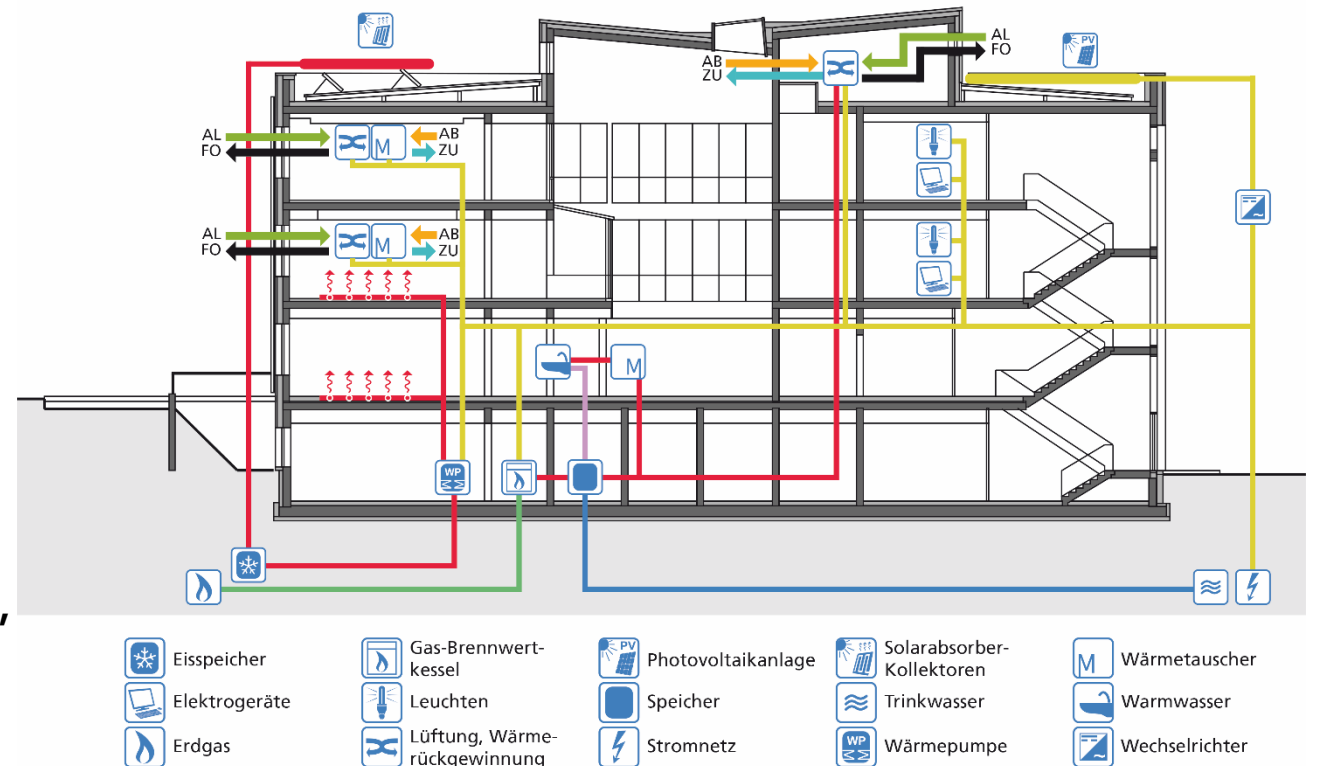 PV
AL
FO
AB
ZU
AL
FO
M
AB
ZU
AL
FO
M
AB
ZU
M
WP
,
Eisspeicher
Gas-Brennwert-
kessel
PV
Photovoltaikanlage
Solarabsorber-
Kollektoren
M
Wärmetauscher
Elektrogeräte
Leuchten
Speicher
Trinkwasser
Warmwasser
Erdgas
Lüftung, Wärme-
rückgewinnung
Stromnetz
WP
Wärmepumpe
Wechselrichter